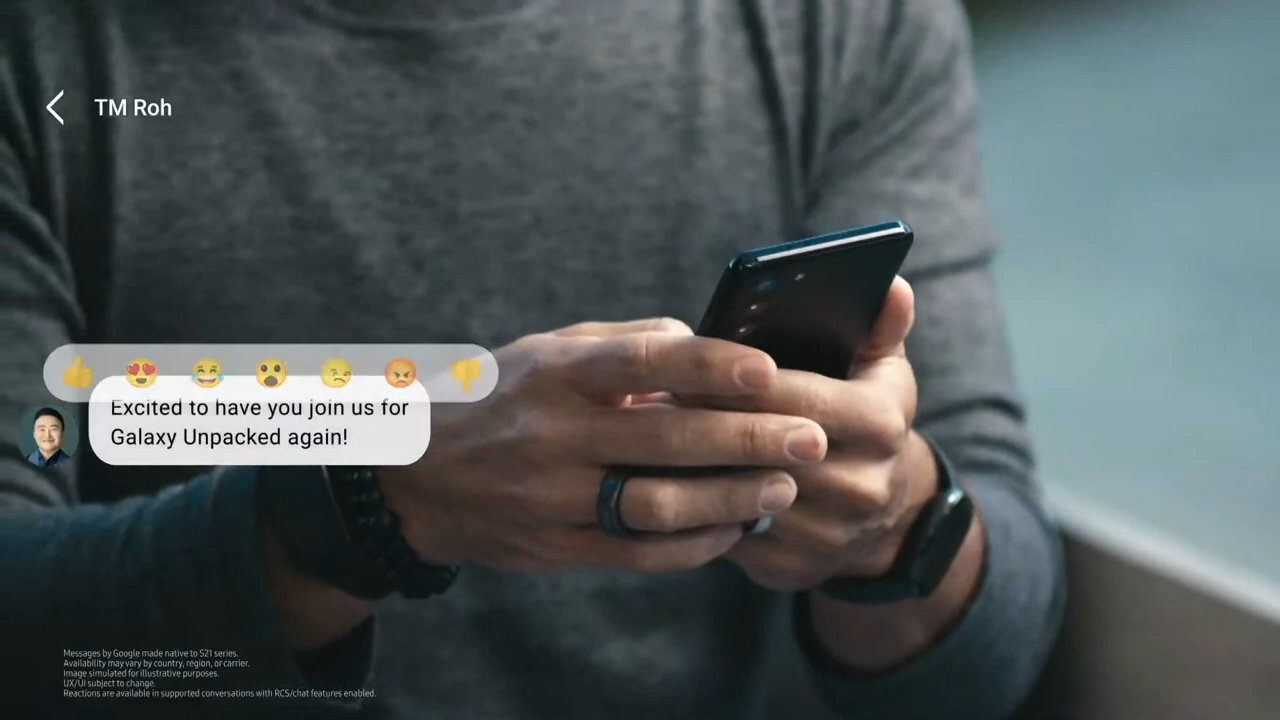 TM Roh
Excited to have you join us for
Galaxy Unpacked again!
Messages by Google made native to S21 series.
Availability may vary by country, region, or carrier.
Image simulated for illustrative purposes.
UX/UI subject to change.
Reactions are available in supported conversations with RCS/chat features enabled.